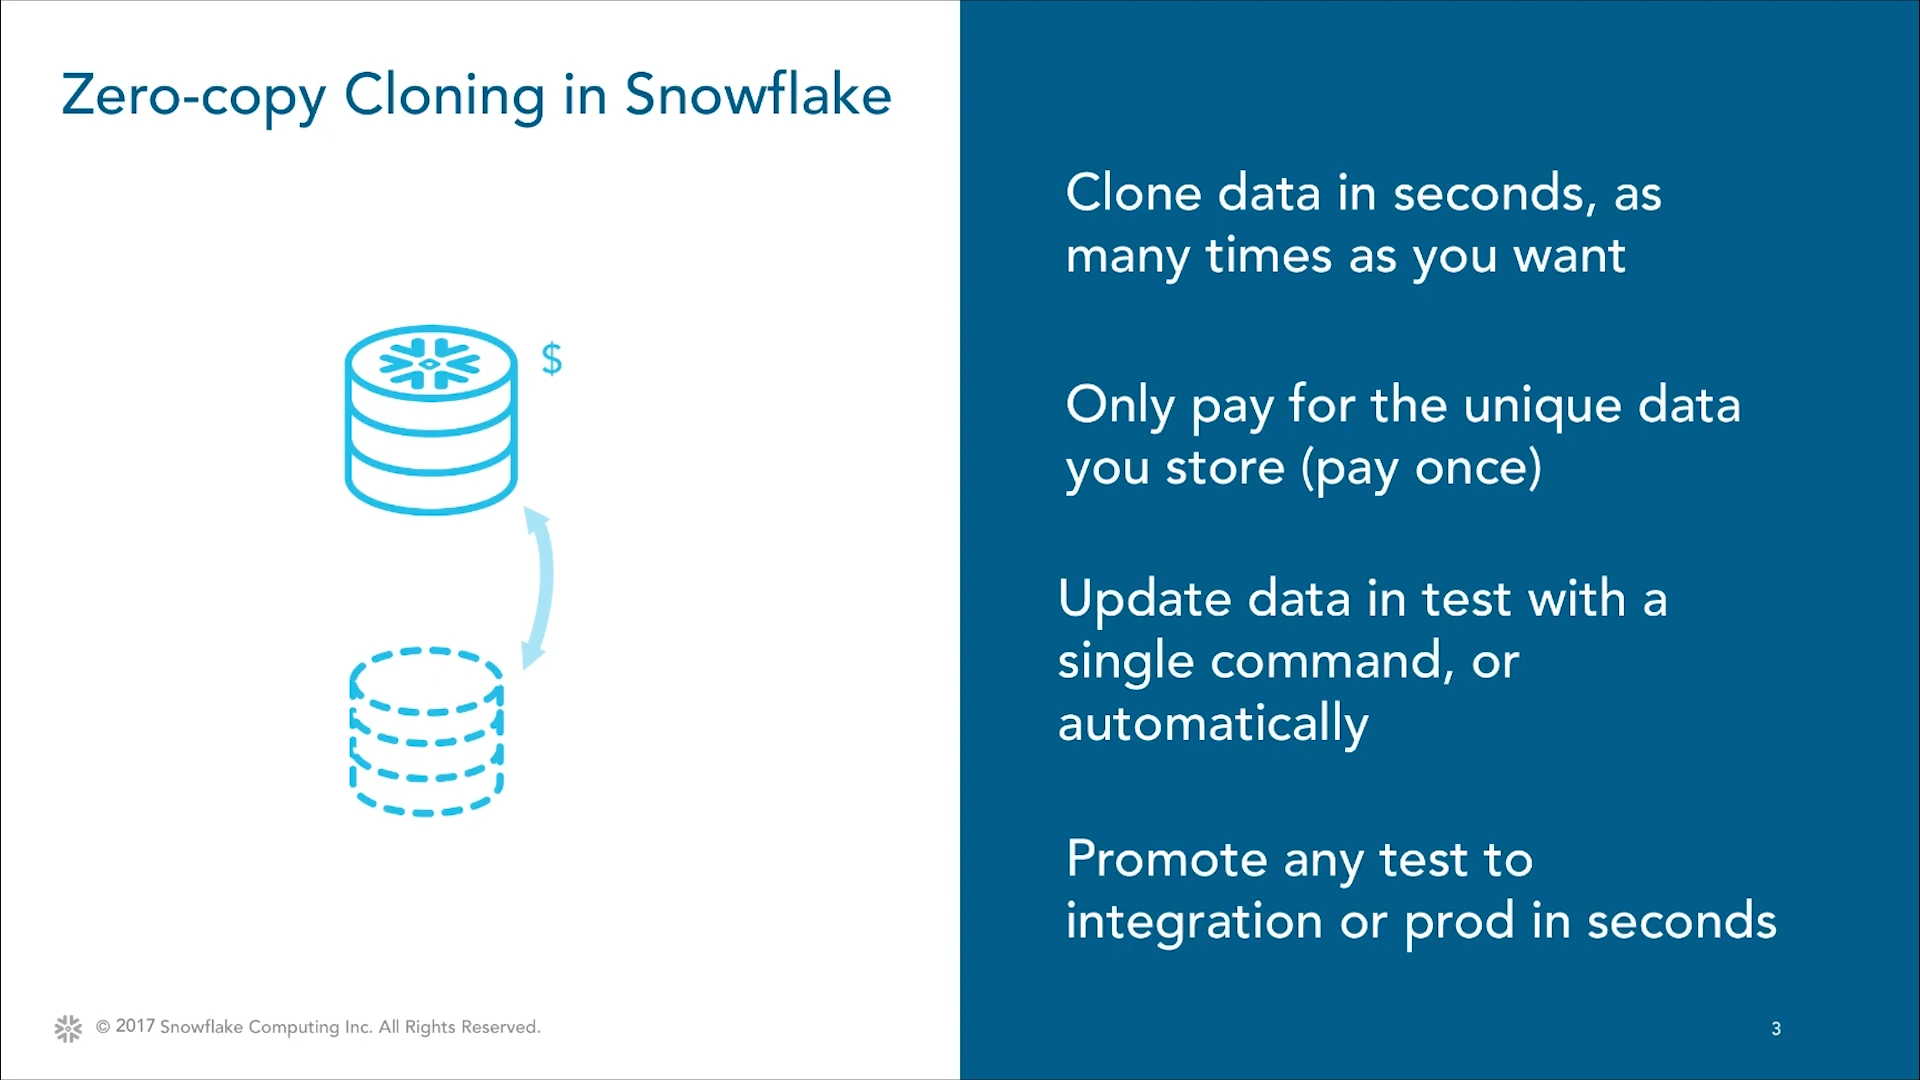 Zero-copy Cloning in Snowflake
$
Clone data in seconds, as
many times as you want
Only pay for the unique data
you store (pay once)
Update data in test with a
single command, or
automatically
Promote any test to
integration or prod in seconds
© 2017 Snowflake Computing Inc. All Rights Reserved.
3